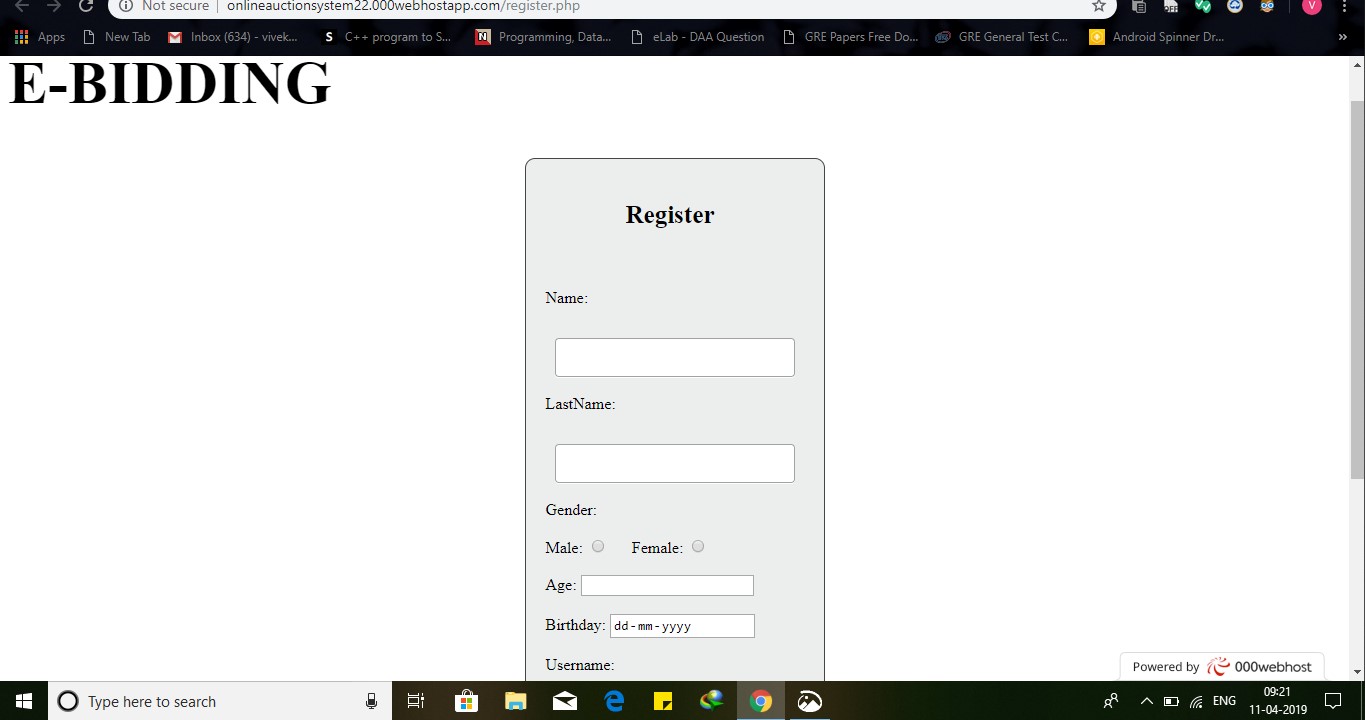 Not secure | onlineauctionsystem22.000webhostapp.com/register.php
Apps New Tab Inbox (634) - vivek... S C++ program to S... N Programming, Data... eLab - DAA Question GRE Papers Free Do... GRE General Test C... Android Spinner Dr... »
E-BIDDING
Register
Name:
LastName:
Gender:
Male: Female:
Age:
Birthday: dd-mm-yyyy
Username:
Powered by 000webhost
Type here to search
ENG
09:21
11-04-2019